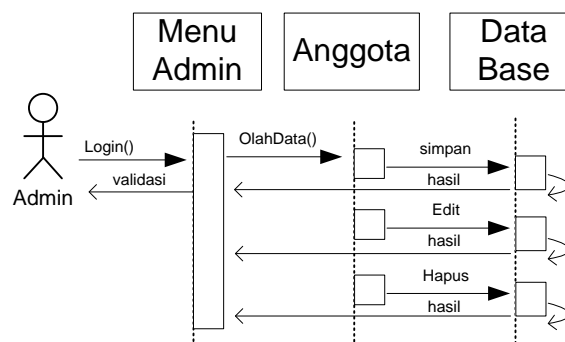 Menu
Admin
Anggota
Data
Base
Login()
OlahData()
simpan
validasi
hasil
Admin
Edit
hasil
Hapus
hasil